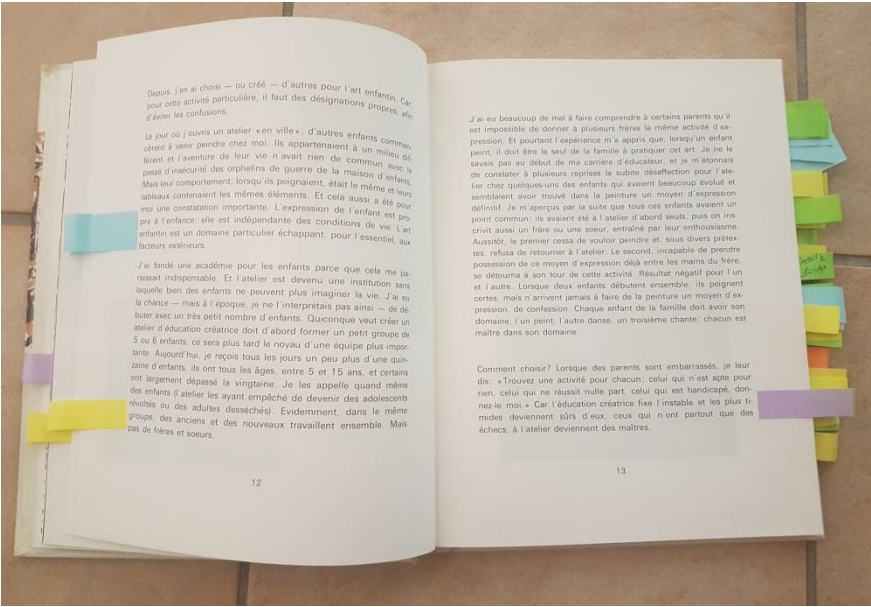 Depuis, j'en ai choisi — ou créé — d'autres pour l'art enfantin. Car,
pour cette activité particulière, il faut des désignations propres, afin
d'éviter les confusions.
Le jour où j'ouvris un atelier «en ville», d'autres enfants commen-
cèrent à venir peindre chez moi. Ils appartenaient à un milieu dif-
férent et l'aventure de leur vie n'avait rien de commun avec le
passé d'insécurité des orphelins de guerre de la maison d'enfants.
Mais leur comportement, lorsqu'ils peignaient, était le même et leurs
tableaux contenaient les mêmes éléments. Et cela aussi a été pour
moi une constatation importante. L'expression de l'enfant est pro-
pre à l'enfance; elle est indépendante des conditions de vie. L'art
enfantin est un domaine particulier échappant, pour l'essentiel, aux
facteurs extérieurs.
J'ai fondé une académie pour les enfants parce que cela me pa-
raissait indispensable. Et l'atelier est devenu une institution sans
laquelle bien des enfants ne peuvent plus imaginer la vie. J'ai eu
la chance — mais à l'époque, je ne l'interprétais pas ainsi — de dé-
buter avec un très petit nombre d'enfants. Quiconque veut créer un
atelier d'éducation créatrice doit d'abord former un petit groupe de
5 ou 6 enfants; ce sera plus tard le noyau d'une équipe plus impor-
tante. Aujourd'hui, je reçois tous les jours un peu plus d'une quin-
zaine d'enfants, ils ont tous les âges, entre 5 et 15 ans, et certains
ont largement dépassé la vingtaine. Je les appelle quand même
des enfants (l'atelier les ayant empêché de devenir des adolescents
révoltés ou des adultes desséchés). Evidemment, dans le même
groupe, des anciens et des nouveaux travaillent ensemble. Mais
pas de frères et soeurs.
12
J'ai eu beaucoup de mal à faire comprendre à certains parents qu'il
est impossible de donner à plusieurs frères la même activité d'ex-
pression. Et pourtant l'expérience m'a appris que, lorsqu'un enfant
peint, il doit être le seul de la famille à pratiquer cet art. Je ne le
savais pas au début de ma carrière d'éducateur, et je m'étonnais
de constater à plusieurs reprises la subite désaffection pour l'ate-
lier chez quelques-uns des enfants qui avaient beaucoup évolué et
semblaient avoir trouvé dans la peinture un moyen d'expression
définitif. Je m'aperçus par la suite que tous ces enfants avaient un
point commun: ils avaient été à l'atelier d'abord seuls, puis on ins-
crivit aussi un frère ou une soeur, entraîné par leur enthousiasme.
Aussitôt, le premier cessa de vouloir peindre et, sous divers prétex-
tes, refusa de retourner à l'atelier. Le second, incapable de prendre
possession de ce moyen d'expression déjà entre les mains du frère,
se détourna à son tour de cette activité. Résultat négatif pour l'un
et l'autre. Lorsque deux enfants débutent ensemble, ils peignent
certes, mais n'arrivent jamais à faire de la peinture un moyen d'ex-
pression, de confession. Chaque enfant de la famille doit avoir son
domaine, l'un peint, l'autre danse, un troisième chante; chacun est
maître dans son domaine.
Comment choisir? Lorsque des parents sont embarrassés, je leur
dis: «Trouvez une activité pour chacun; celui qui n'est apte pour
rien, celui qui ne réussit nulle part, celui qui est handicapé, don-
nez-le moi.» Car l'éducation créatrice fixe l'instable et les plus ti-
mides deviennent sûrs d'eux; ceux qui n'ont partout que des
échecs, à l'atelier deviennent des maîtres.
13